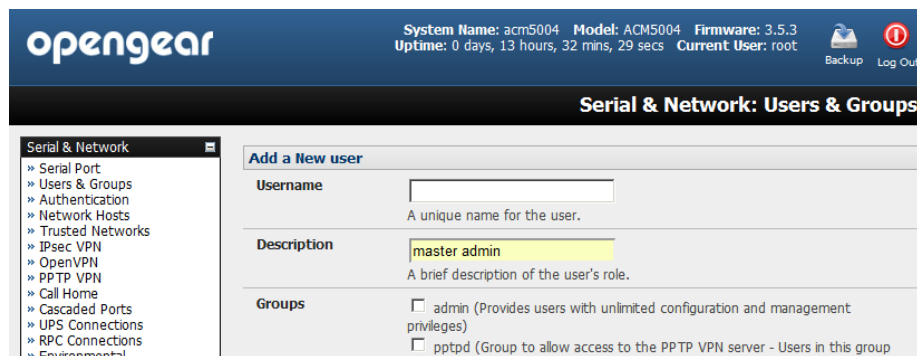 opengear
System Name: acm5004 Model: ACM5004 Firmware: 3.5.3
Uptime: 0 days, 13 hours, 32 mins, 29 secs Current User: root
Backup
Log Out
Serial & Network: Users & Groups
Serial & Network
» Serial Port
» Users & Groups
» Authentication
» Network Hosts
» Trusted Networks
» IPsec VPN
» OpenVPN
» PPTP VPN
» Call Home
» Cascaded Ports
» UPS Connections
» RPC Connections
» Environmental
Add a New user
Username
A unique name for the user.
Description
master admin
A brief description of the user's role.
Groups
admin (Provides users with unlimited configuration and management
privileges)
pptpd (Group to allow access to the PPTP VPN server - Users in this group